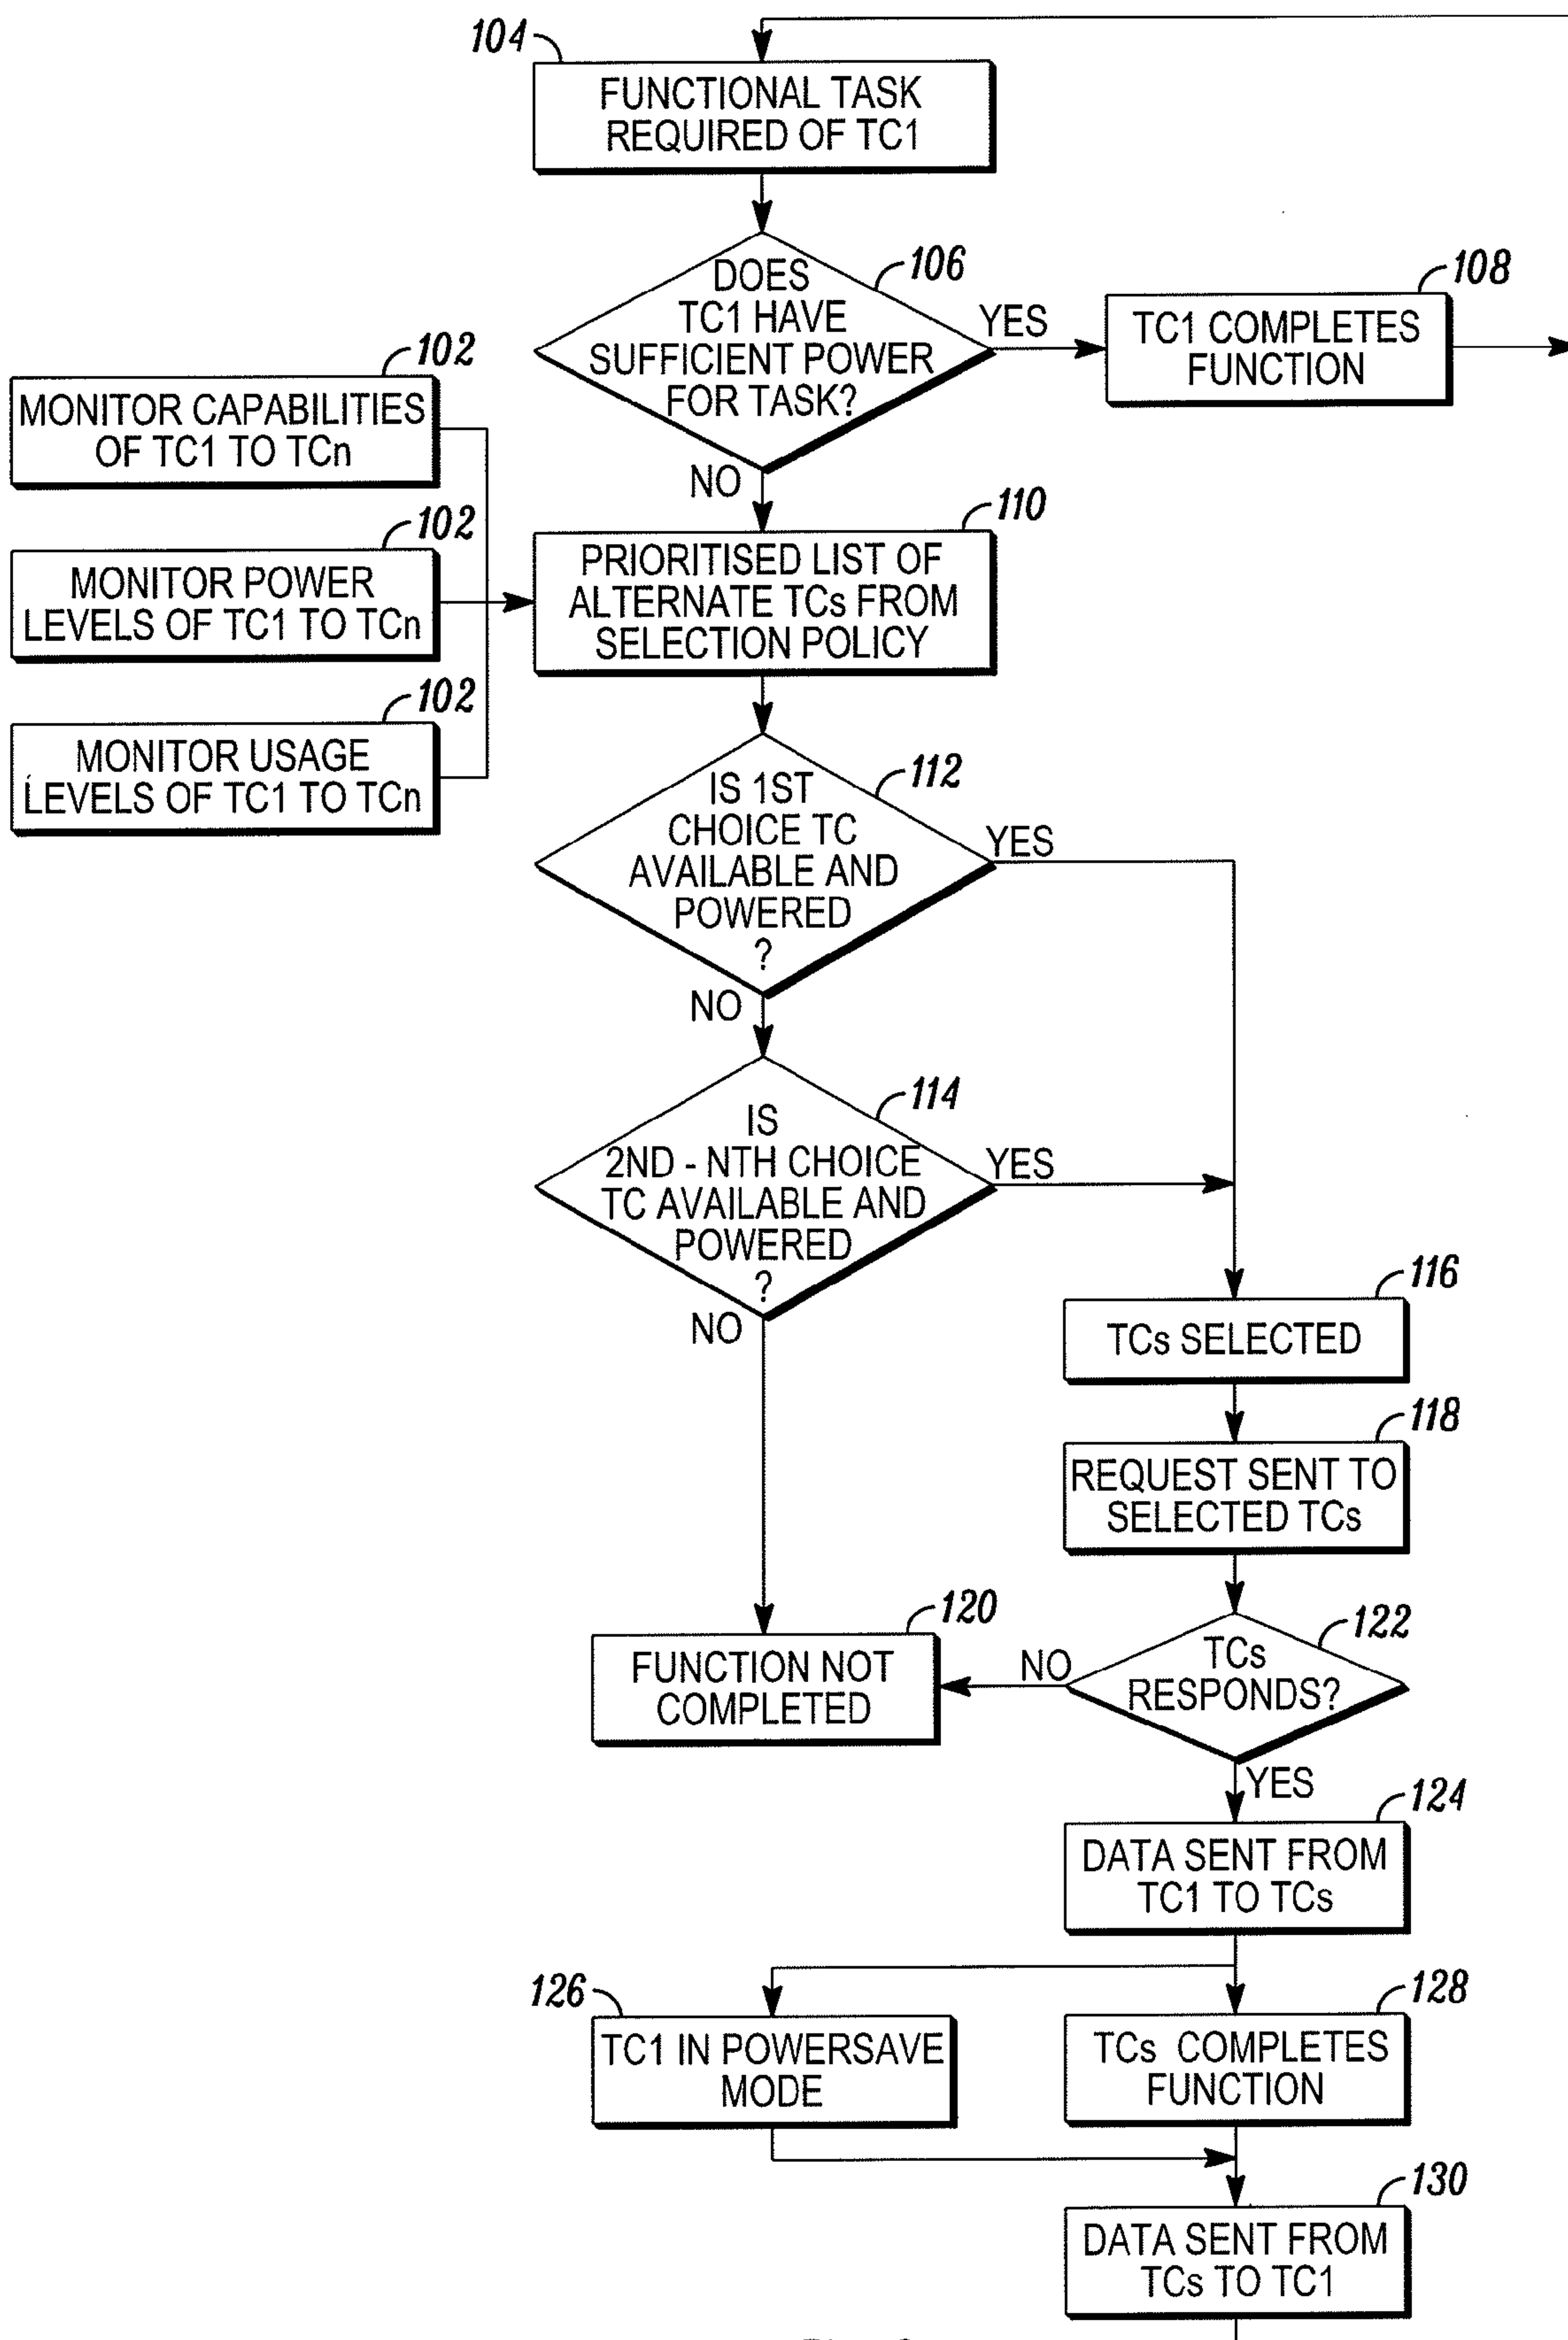 104
FUNCTIONAL TASK
REQUIRED OF TC1
106
DOES
TC1 HAVE
SUFFICIENT POWER
FOR TASK?
YES
108
TC1 COMPLETES
FUNCTION
NO
102
MONITOR CAPABILITIES
OF TC1 TO TCn
102
MONITOR POWER
LEVELS OF TC1 TO TCn
102
MONITOR USAGE
LEVELS OF TC1 TO TCn
110
PRIORITISED LIST OF
ALTERNATE TCs FROM
SELECTION POLICY
112
IS 1ST
CHOICE TC
AVAILABLE AND
POWERED
?
YES
NO
114
IS
2ND - NTH CHOICE
TC AVAILABLE AND
POWERED
?
YES
NO
116
TCs SELECTED
118
REQUEST SENT TO
SELECTED TCs
120
FUNCTION NOT
COMPLETED
NO
122
TCs
RESPONDS?
YES
124
DATA SENT FROM
TC1 TO TCs
126
TC1 IN POWERSAVE
MODE
128
TCs COMPLETES
FUNCTION
130
DATA SENT FROM
TCs TO TC1